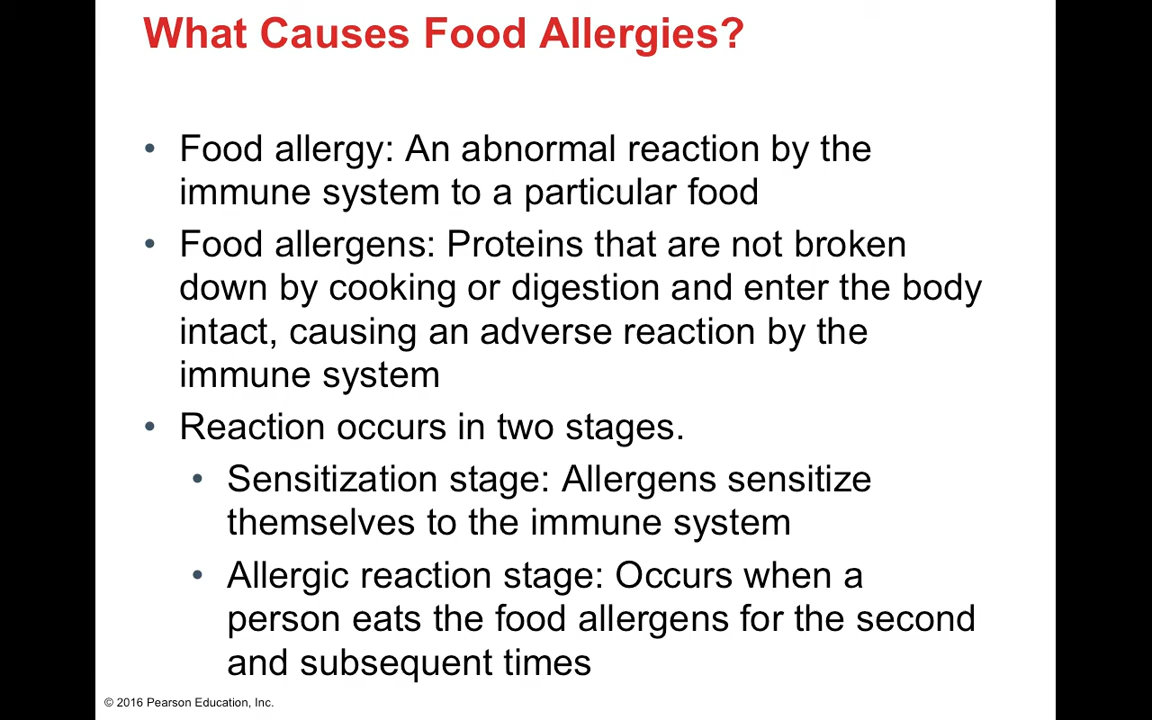 What Causes Food Allergies?
• Food allergy: An abnormal reaction by the
immune system to a particular food
• Food allergens: Proteins that are not broken
down by cooking or digestion and enter the body
intact, causing an adverse reaction by the
immune system
• Reaction occurs in two stages.
• Sensitization stage: Allergens sensitize
themselves to the immune system
• Allergic reaction stage: Occurs when a
person eats the food allergens for the second
and subsequent times
© 2016 Pearson Education, Inc.